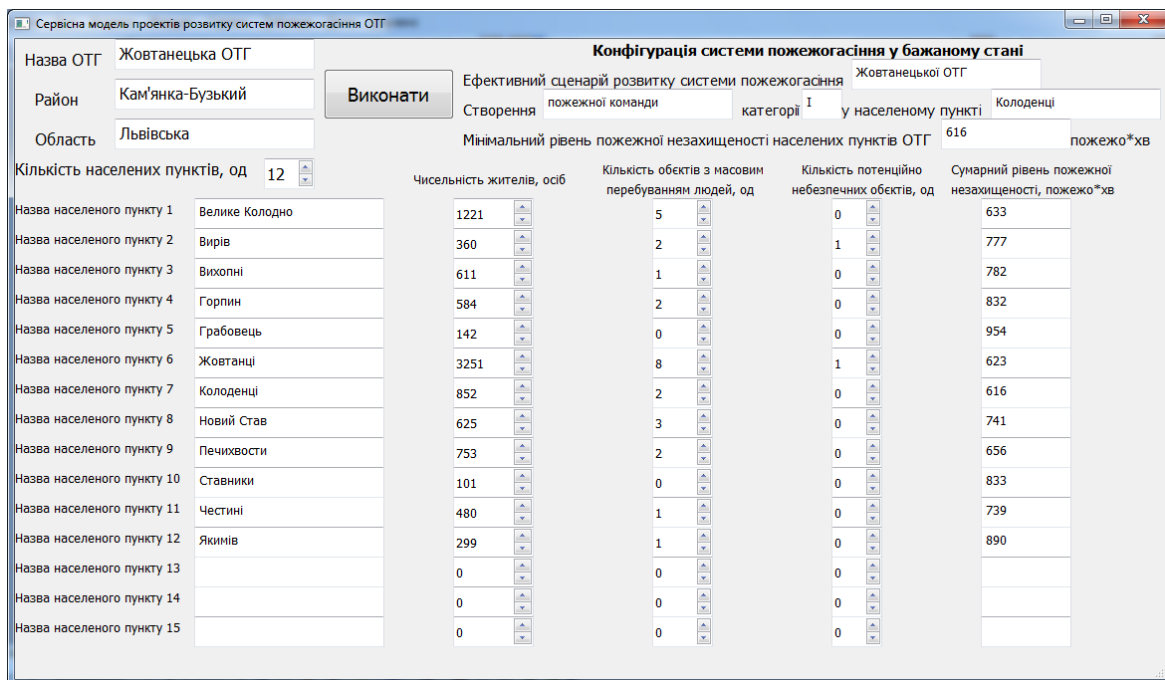 Сервісна модель проектів розвитку систем пожежогасіння ОТГ
Назва ОТГ Жовтанецька ОТГ
Район Кам'янка-Бузький
Область Львівська
Виконати
Конфігурація системи пожежогасіння у бажаному стані
Ефективний сценарій розвитку системи пожежогасіння Жовтанецької ОТГ
Створення пожежної команди категорії I у населеному пункті Колоденці
Мінімальний рівень пожежної незахищеності населених пунктів ОТГ 616 пожежо*хв
Кількість населених пунктів, од 12
Чисельність жителів, осіб
Кількість обєктів з масовим
перебуванням людей, од
Кількість потенційно
небезпечних обєктів, од
Сумарний рівень пожежної
незахищеності, пожежо*хв
Назва населеного пункту 1 Велике Колодно 1221 5 0 633
Назва населеного пункту 2 Вирів 360 2 1 777
Назва населеного пункту 3 Вихопні 611 1 0 782
Назва населеного пункту 4 Горпин 584 2 0 832
Назва населеного пункту 5 Грабовець 142 0 0 954
Назва населеного пункту 6 Жовтанці 3251 8 1 623
Назва населеного пункту 7 Колоденці 852 2 0 616
Назва населеного пункту 8 Новий Став 625 3 0 741
Назва населеного пункту 9 Печихвости 753 2 0 656
Назва населеного пункту 10 Ставники 101 0 0 833
Назва населеного пункту 11 Честині 480 1 0 739
Назва населеного пункту 12 Якимів 299 1 0 890
Назва населеного пункту 13 0 0 0
Назва населеного пункту 14 0 0 0
Назва населеного пункту 15 0 0 0